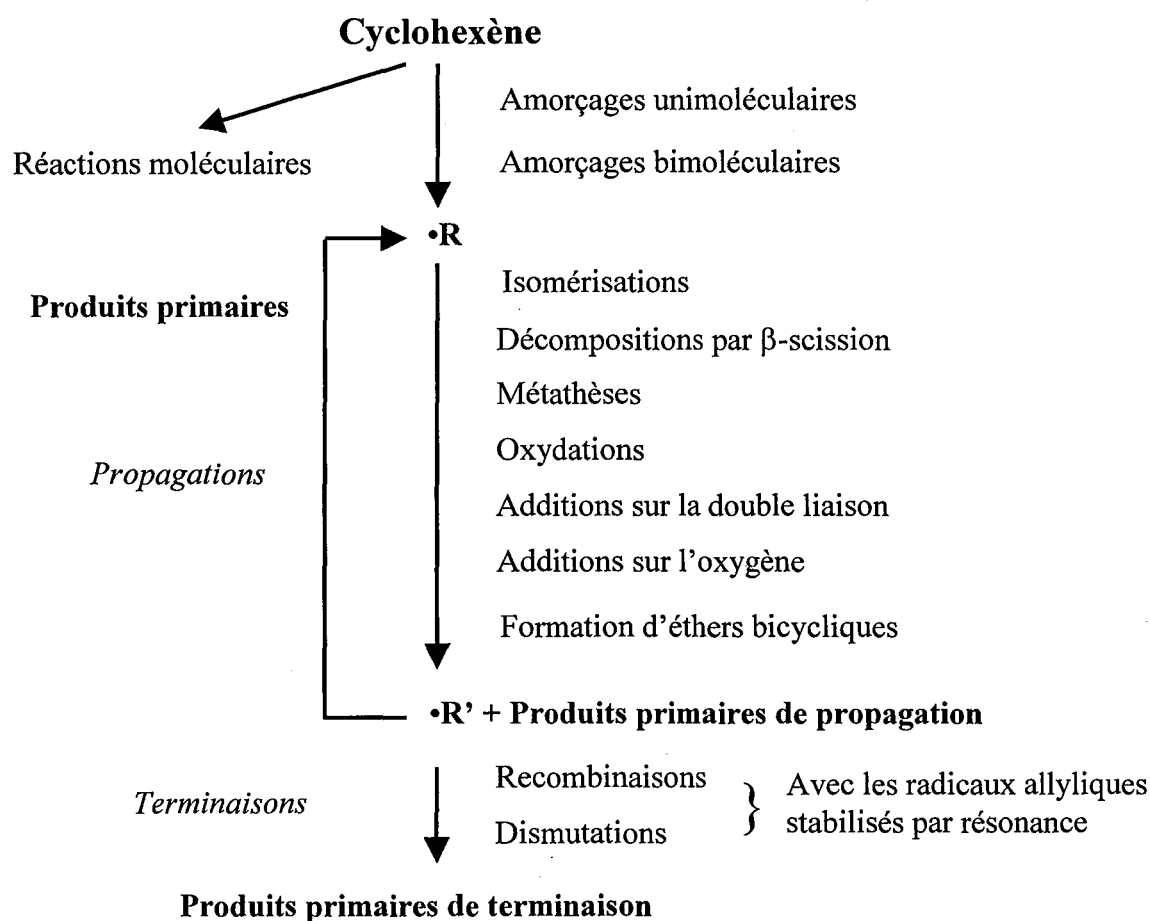 Cyclohexène
Amorçages unimoléculaires
Réactions moléculaires
Amorçages bimoléculaires
•R
Produits primaires
Isomérisations
Décompositions par β-scission
Métathèses
Oxydations
Propagations
Additions sur la double liaison
Additions sur l'oxygène
Formation d'éthers bicycliques
•R' + Produits primaires de propagation
Terminaisons
Recombinaisons
Dismutations
} Avec les radicaux allyliques
stabilisés par résonance
Produits primaires de terminaison